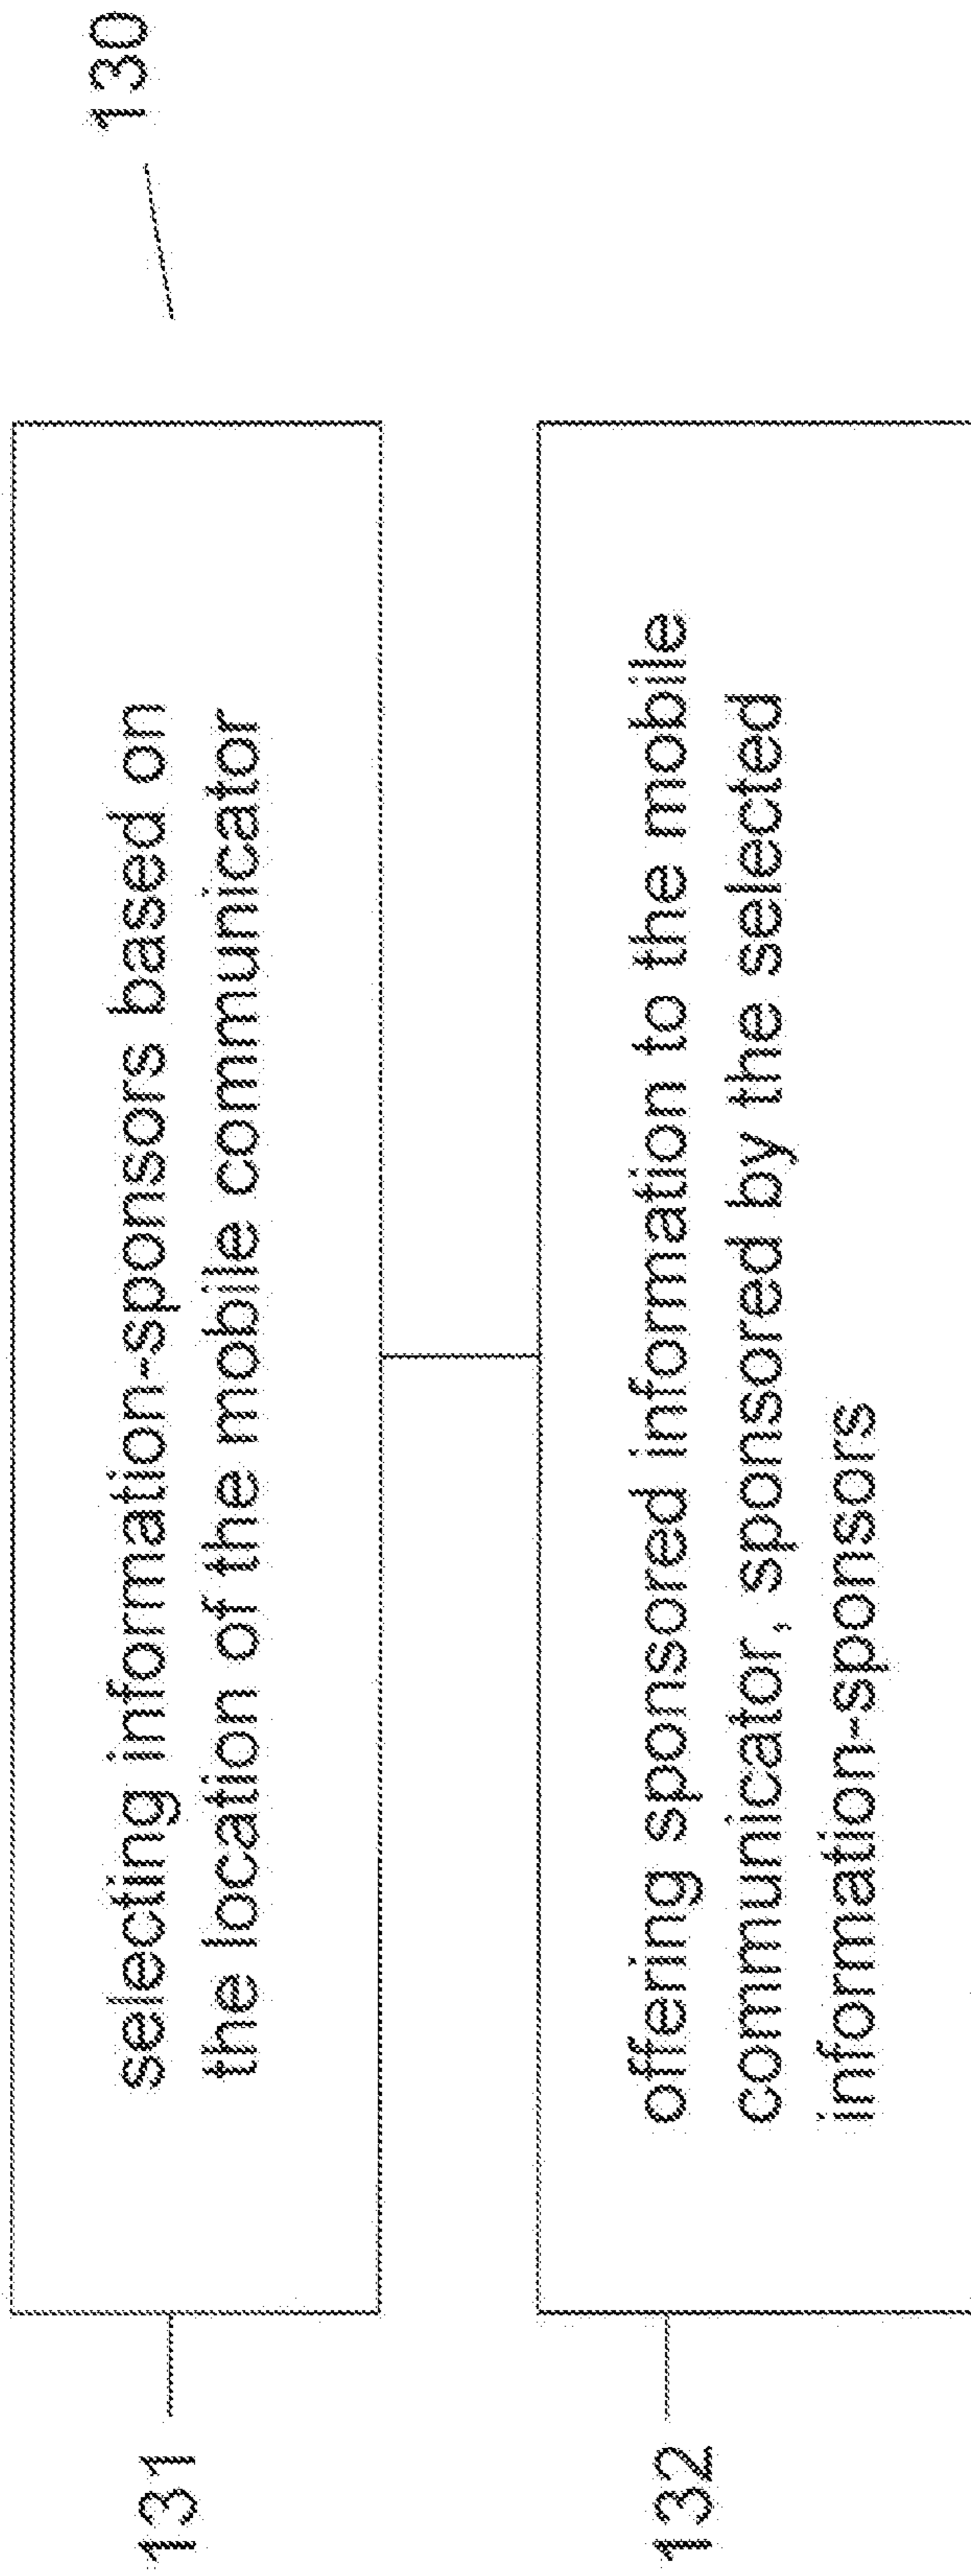 130
131
selecting information-sponsors based on
the location of the mobile communicator
132
offering sponsored information to the mobile
communicator, sponsored by the selected
information-sponsors